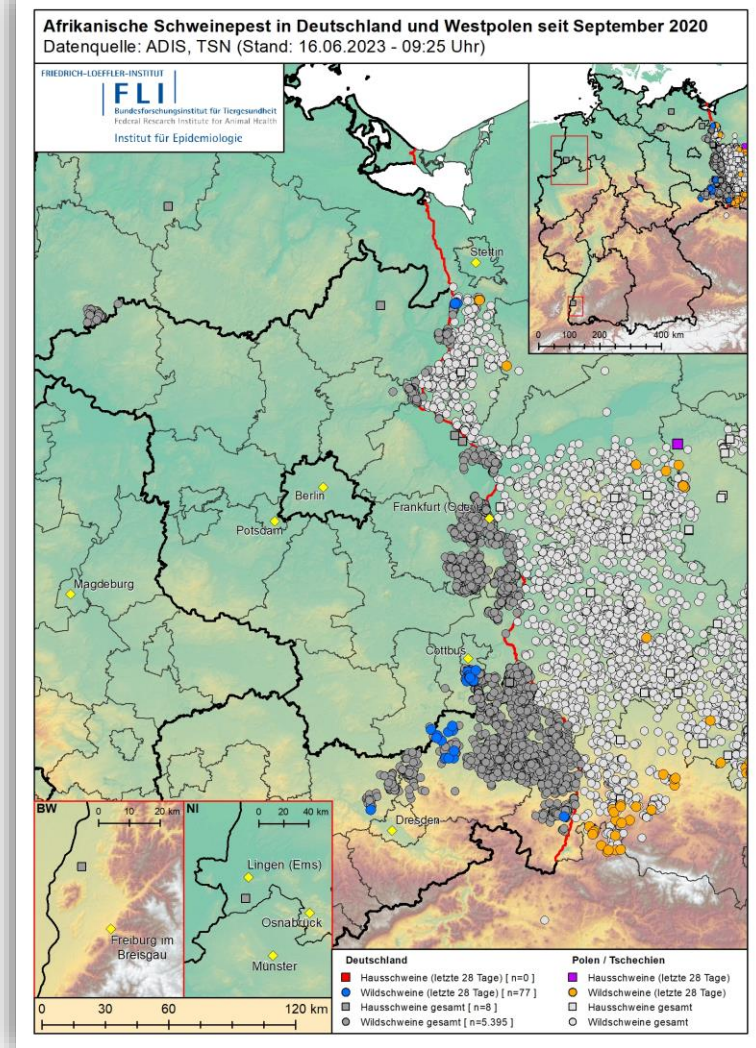 Afrikanische Schweinepest in Deutschland und Westpolen seit September 2020
Datenquelle: ADIS, TSN (Stand: 16.06.2023 - 09:25 Uhr)
FRIEDRICH-LOEFFLER-INSTITUT
FLI
Bundesforschungsinstitut für Tiergesundheit
Federal Research Institute for Animal Health
Institut für Epidemiologie
0 100 200 400 km
Stettin
Berlin
Potsdam
Frankfurt (Oder)
Magdeburg
Cottbus
Dresden
BW
0 10 20 km
Freiburg im
Breisgau
NI
0 20 40 km
Lingen (Ems)
Osnabrück
Münster
0 30 60 120 km
Deutschland
Hausschweine (letzte 28 Tage) [ n=0 ]
Wildschweine (letzte 28 Tage) [ n=77 ]
Hausschweine gesamt [ n=8 ]
Wildschweine gesamt [ n=5.395 ]
Polen / Tschechien
Hausschweine (letzte 28 Tage)
Wildschweine (letzte 28 Tage)
Hausschweine gesamt
Wildschweine gesamt